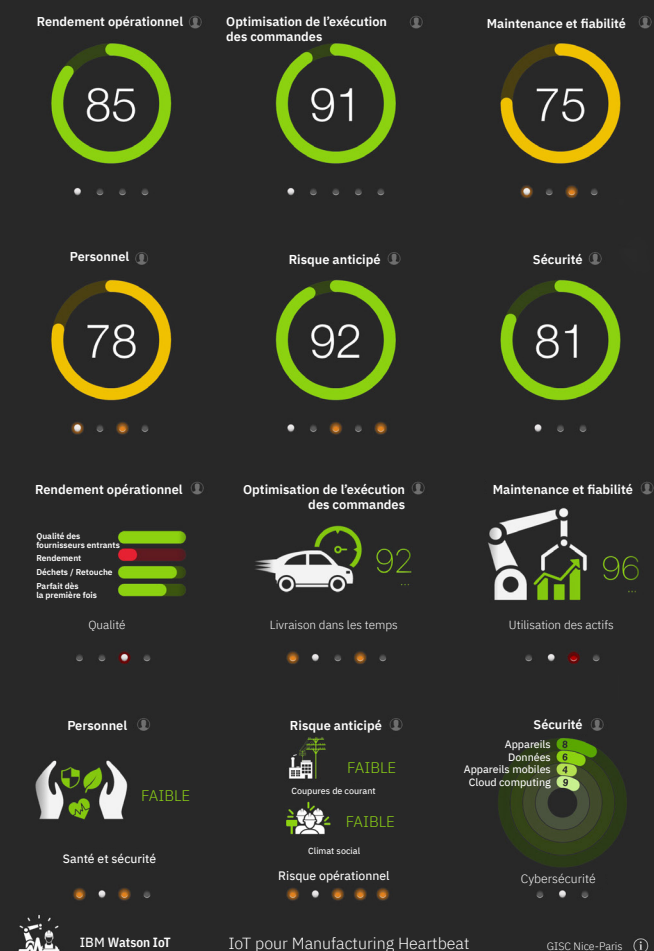 Rendement opérationnel
Optimisation de l'exécution
des commandes
Maintenance et fiabilité
85
91
75
Personnel
Risque anticipé
Sécurité
78
92
81
Rendement opérationnel
Optimisation de l'exécution
des commandes
Maintenance et fiabilité
Qualité des
fournisseurs entrants
Rendement
Déchets / Retouche
Parfait dès
la première fois
92
...
96
...
Qualité
Livraison dans les temps
Utilisation des actifs
Personnel
Risque anticipé
Sécurité
FAIBLE
Santé et sécurité
FAIBLE
Coupures de courant
FAIBLE
Climat social
Risque opérationnel
Appareils 8
Données 6
Appareils mobiles 4
Cloud computing 9
Cybersécurité
IBM Watson IoT
IoT pour Manufacturing Heartbeat
GISC Nice-Paris
i